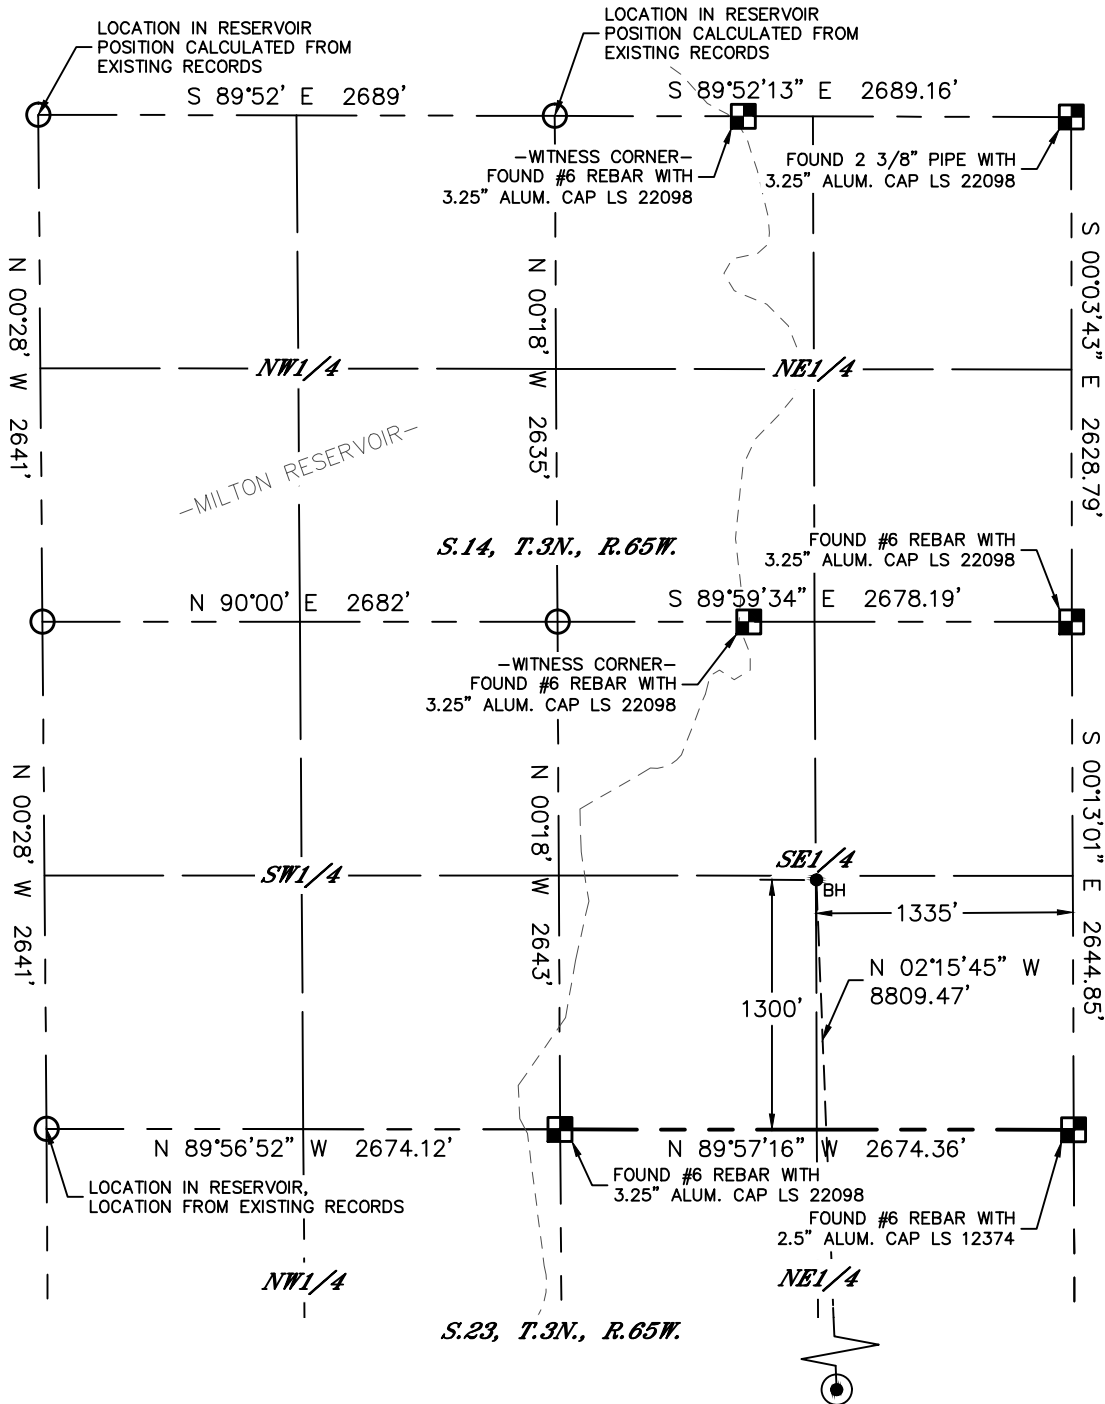 LOCATION IN RESERVOIR
POSITION CALCULATED FROM
EXISTING RECORDS
LOCATION IN RESERVOIR
POSITION CALCULATED FROM
EXISTING RECORDS
S 89°52' E 2689'
S 89°52'13" E 2689.16'
-WITNESS CORNER-
FOUND #6 REBAR WITH
3.25" ALUM. CAP LS 22098
FOUND 2 3/8" PIPE WITH
3.25" ALUM. CAP LS 22098
N 00°28' W 2641'
N 00°18' W 2635'
S 00°03'43" E 2628.79'
NW1/4
NE1/4
-MILTON RESERVOIR-
S.14, T.3N., R.65W.
FOUND #6 REBAR WITH
3.25" ALUM. CAP LS 22098
N 90°00' E 2682'
S 89°59'34" E 2678.19'
-WITNESS CORNER-
FOUND #6 REBAR WITH
3.25" ALUM. CAP LS 22098
N 00°28' W 2641'
N 00°18' W 2643'
S 00°13'01" E 2644.85'
SW1/4
SE1/4
BH
1335'
N 02°15'45" W
8809.47'
1300'
N 89°56'52" W 2674.12'
N 89°57'16" W 2674.36'
LOCATION IN RESERVOIR,
LOCATION FROM EXISTING RECORDS
FOUND #6 REBAR WITH
3.25" ALUM. CAP LS 22098
FOUND #6 REBAR WITH
2.5" ALUM. CAP LS 12374
NW1/4
NE1/4
S.23, T.3N., R.65W.